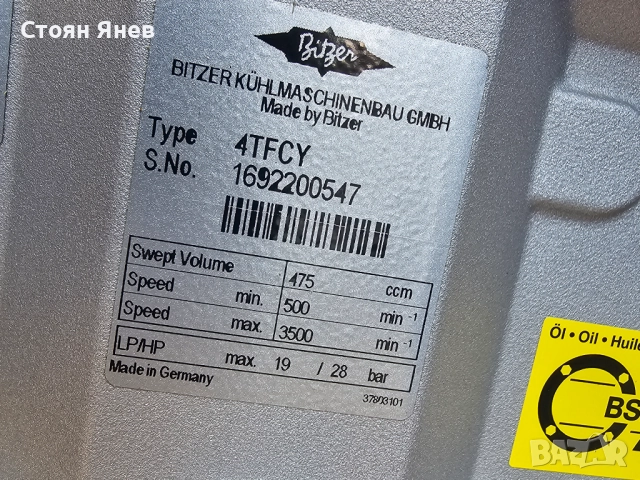 Стоян Янев
Bitzer
BITZER KÜHLMASCHINENBAU GMBH
Made by Bitzer
Type 4TFCY
S.No. 1692200547
Swept Volume 475 ccm
Speed min. 500 min -1
Speed max. 3500 min -1
LP/HP max. 19 / 28 bar
Made in Germany 37803101
Öl • Oil • Huile
BS
BAZAR